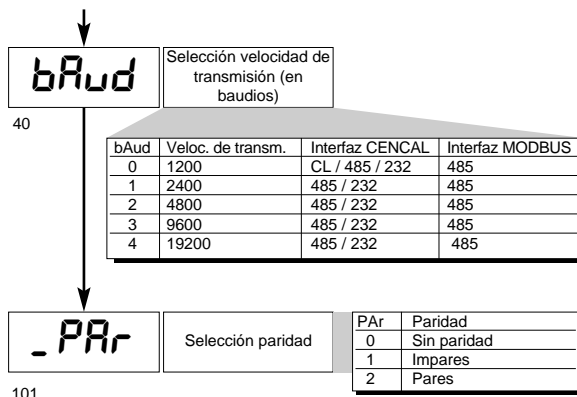 bAud
Selección velocidad de
transmisión (en
baudios)
40
bAud Veloc. de transm. Interfaz CENCAL Interfaz MODBUS
0 1200 CL / 485 / 232 485
1 2400 485 / 232 485
2 4800 485 / 232 485
3 9600 485 / 232 485
4 19200 485 / 232 485
_ PAr
Selección paridad
PAr Paridad
0 Sin paridad
1 Impares
2 Pares
101